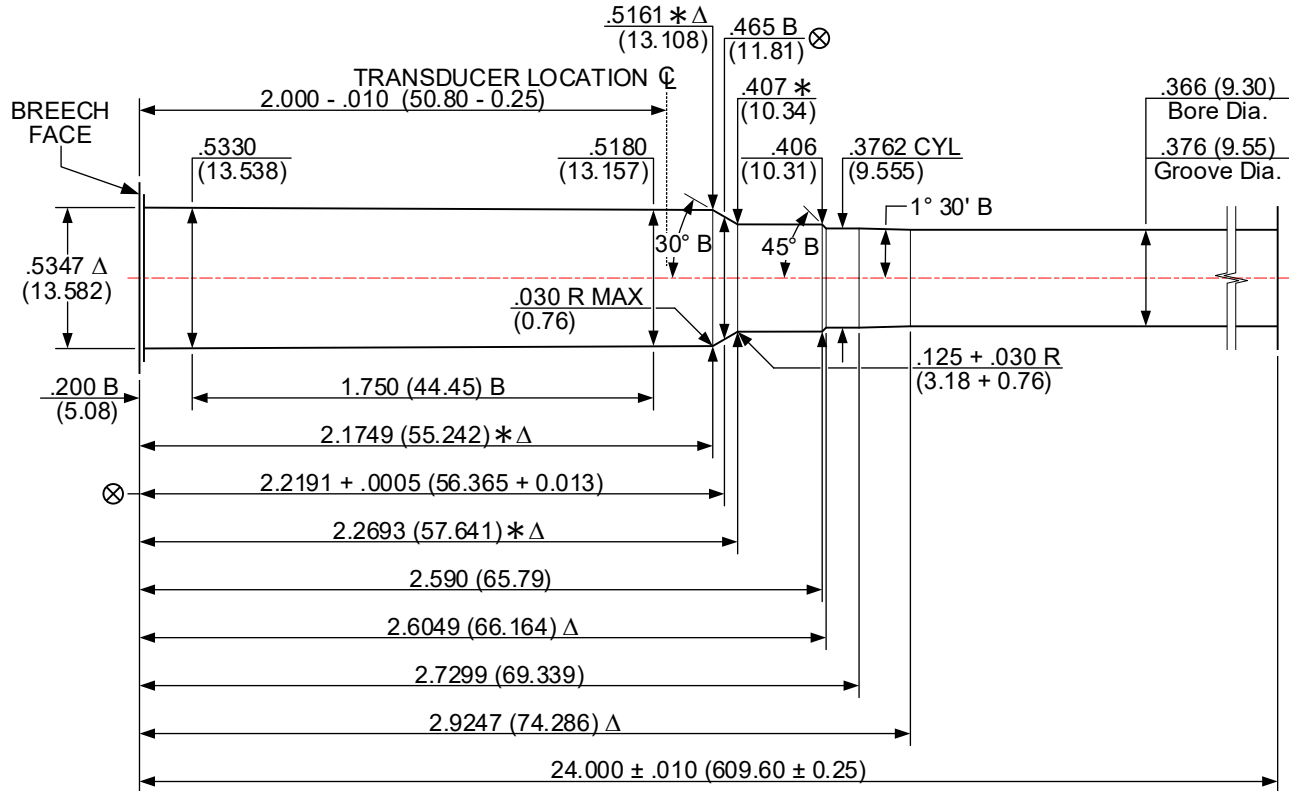 .5161 * Δ
(13.108)
.465 B ⊗
(11.81)
TRANSDUCER LOCATION ℄
2.000 - .010 (50.80 - 0.25)
.407 *
(10.34)
.366 (9.30)
Bore Dia.
BREECH
FACE
.5330
(13.538)
.5180
(13.157)
.406
(10.31)
.3762 CYL
(9.555)
.376 (9.55)
Groove Dia.
1° 30' B
30° B
45° B
.5347 Δ
(13.582)
.030 R MAX
(0.76)
.125 + .030 R
(3.18 + 0.76)
.200 B
(5.08)
1.750 (44.45) B
2.1749 (55.242) * Δ
⊗ 2.2191 + .0005 (56.365 + 0.013)
2.2693 (57.641) * Δ
2.590 (65.79)
2.6049 (66.164) Δ
2.7299 (69.339)
2.9247 (74.286) Δ
24.000 ± .010 (609.60 ± 0.25)